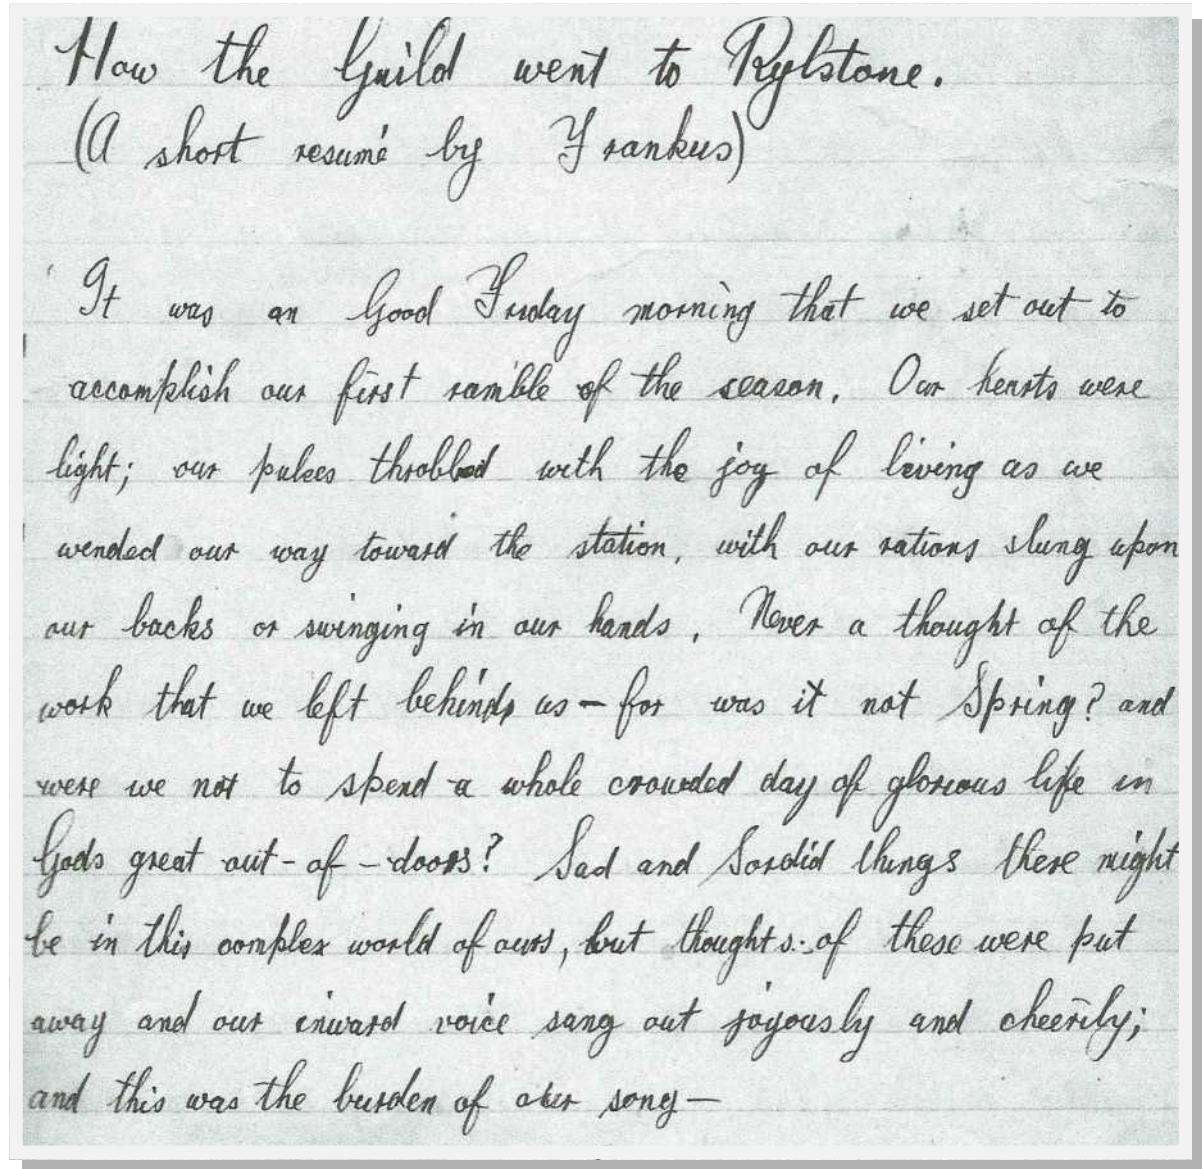 How the Guild went to Rylstone.
(A short resumé by Frankus)
It was on Good Friday morning that we set out to
accomplish our first ramble of the season. Our hearts were
light; our pulses throbbed with the joy of living as we
wended our way toward the station, with our rations slung upon
our backs or swinging in our hands. Never a thought of the
work that we left behind us – for was it not Spring? and
were we not to spend a whole crowded day of glorious life in
Gods great out-of-doors? Sad and Sordid things there might
be in this complex world of ours, but thoughts of these were put
away and our inward voice sang out joyously and cheerily;
and this was the burden of our song –